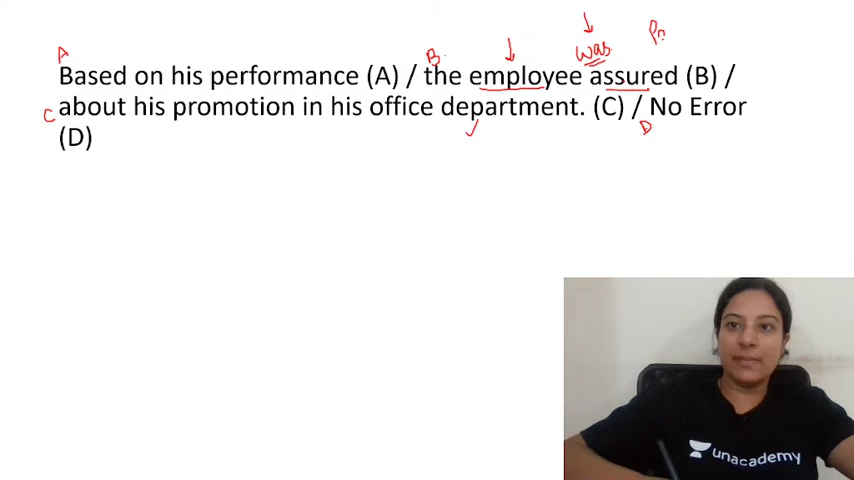 was
A B
Based on his performance (A) / the employee assured (B) /
C about his promotion in his office department. (C) / No Error
D
(D)
unacademy